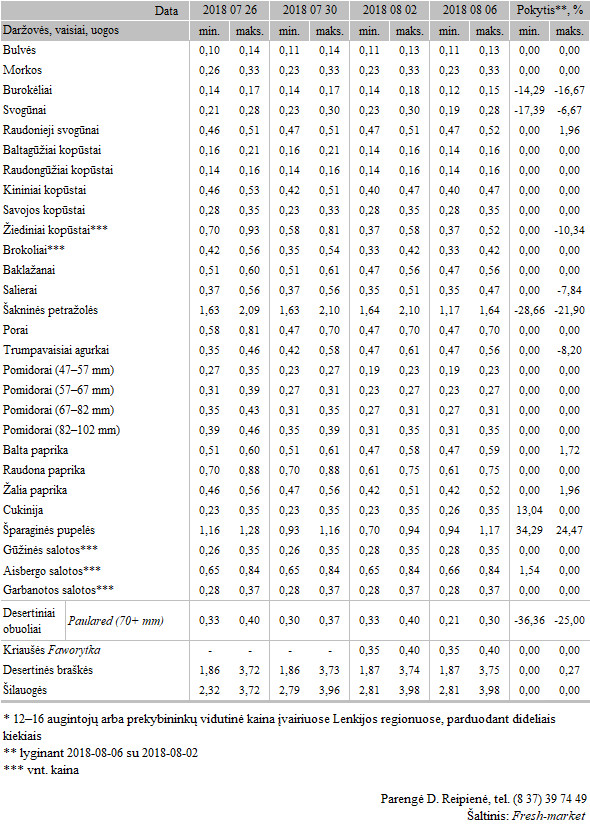 Data 2018 07 26 2018 07 30 2018 08 02 2018 08 06 Pokytis**, %
Daržovės, vaisiai, uogos min. maks. min. maks. min. maks. min. maks. min. maks.
Bulvės 0,10 0,14 0,11 0,14 0,11 0,13 0,11 0,13 0,00 0,00
Morkos 0,26 0,33 0,23 0,33 0,23 0,33 0,23 0,33 0,00 0,00
Burokėliai 0,14 0,17 0,14 0,17 0,14 0,18 0,12 0,15 -14,29 -16,67
Svogūnai 0,21 0,28 0,23 0,30 0,23 0,30 0,19 0,28 -17,39 -6,67
Raudonieji svogūnai 0,46 0,51 0,47 0,51 0,47 0,51 0,47 0,52 0,00 1,96
Baltagūžiai kopūstai 0,16 0,21 0,16 0,21 0,14 0,16 0,14 0,16 0,00 0,00
Raudongūžiai kopūstai 0,14 0,16 0,14 0,16 0,14 0,16 0,14 0,16 0,00 0,00
Kininiai kopūstai 0,46 0,53 0,42 0,51 0,40 0,47 0,40 0,47 0,00 0,00
Savojos kopūstai 0,28 0,35 0,23 0,33 0,28 0,35 0,28 0,35 0,00 0,00
Žiediniai kopūstai*** 0,70 0,93 0,58 0,81 0,37 0,58 0,37 0,52 0,00 -10,34
Brokoliai*** 0,42 0,56 0,35 0,54 0,33 0,42 0,33 0,42 0,00 0,00
Baklažanai 0,51 0,60 0,51 0,61 0,47 0,56 0,47 0,56 0,00 0,00
Salierai 0,37 0,56 0,37 0,56 0,35 0,51 0,35 0,47 0,00 -7,84
Šakninės petražolės 1,63 2,09 1,63 2,10 1,64 2,10 1,17 1,64 -28,66 -21,90
Porai 0,58 0,81 0,47 0,70 0,47 0,70 0,47 0,70 0,00 0,00
Trumpavaisiai agurkai 0,35 0,46 0,42 0,58 0,47 0,61 0,47 0,56 0,00 -8,20
Pomidorai (47–57 mm) 0,27 0,35 0,23 0,27 0,19 0,23 0,19 0,23 0,00 0,00
Pomidorai (57–67 mm) 0,31 0,39 0,27 0,31 0,23 0,27 0,23 0,27 0,00 0,00
Pomidorai (67–82 mm) 0,35 0,43 0,31 0,35 0,27 0,31 0,27 0,31 0,00 0,00
Pomidorai (82–102 mm) 0,39 0,46 0,35 0,39 0,31 0,35 0,31 0,35 0,00 0,00
Balta paprika 0,51 0,60 0,51 0,61 0,47 0,58 0,47 0,59 0,00 1,72
Raudona paprika 0,70 0,88 0,70 0,88 0,61 0,75 0,61 0,75 0,00 0,00
Žalia paprika 0,46 0,56 0,47 0,56 0,42 0,51 0,42 0,52 0,00 1,96
Cukinija 0,23 0,35 0,23 0,35 0,23 0,35 0,26 0,35 13,04 0,00
Šparaginės pupelės 1,16 1,28 0,93 1,16 0,70 0,94 0,94 1,17 34,29 24,47
Gūžinės salotos*** 0,26 0,35 0,26 0,35 0,28 0,35 0,28 0,35 0,00 0,00
Aisbergo salotos*** 0,65 0,84 0,65 0,84 0,65 0,84 0,66 0,84 1,54 0,00
Garbanotos salotos*** 0,28 0,37 0,28 0,37 0,28 0,37 0,28 0,37 0,00 0,00
Desertiniai obuoliai Paulared (70+ mm) 0,33 0,40 0,30 0,37 0,33 0,40 0,21 0,30 -36,36 -25,00
Kriaušės Faworytka - - - - 0,35 0,40 0,35 0,40 0,00 0,00
Desertinės braškės 1,86 3,72 1,86 3,73 1,87 3,74 1,87 3,75 0,00 0,27
Šilauogės 2,32 3,72 2,79 3,96 2,81 3,98 2,81 3,98 0,00 0,00
* 12–16 augintojų arba prekybininkų vidutinė kaina įvairiuose Lenkijos regionuose, parduodant dideliais
kiekiais
** lyginant 2018-08-06 su 2018-08-02
*** vnt. kaina
Parengė D. Reipienė, tel. (8 37) 39 74 49
Šaltinis: Fresh-market